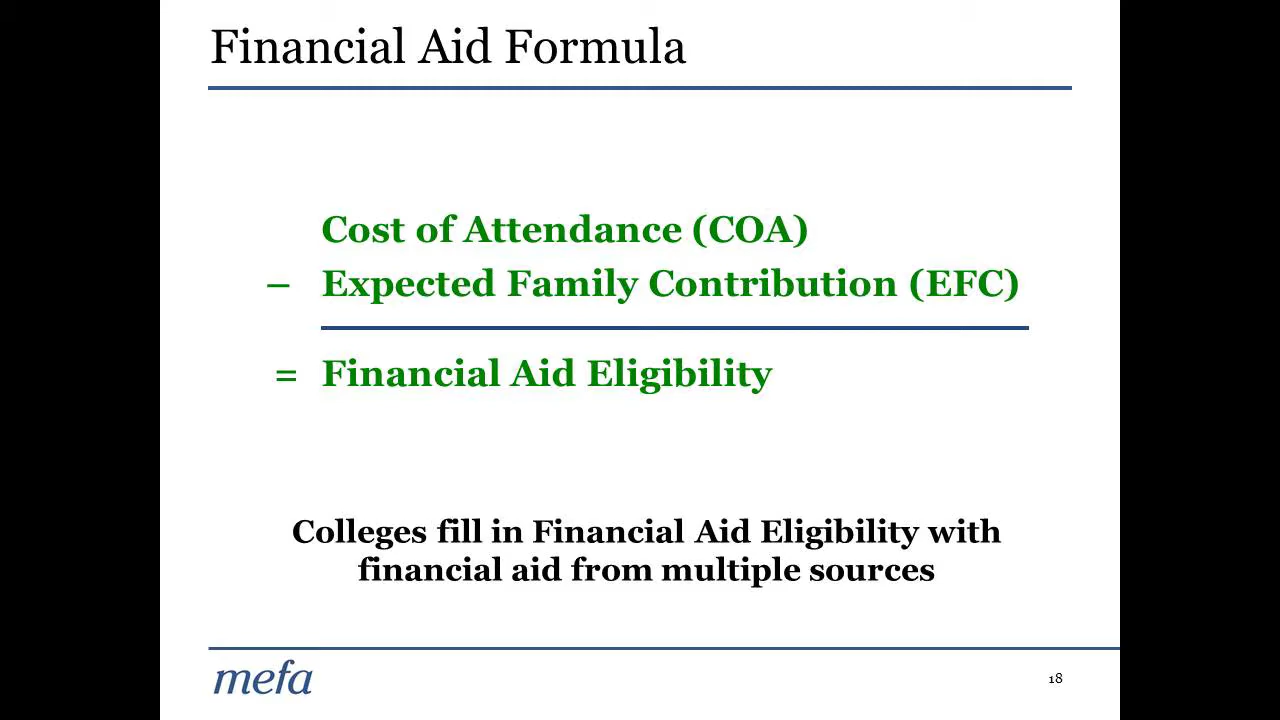 Financial Aid Formula
Cost of Attendance (COA)
– Expected Family Contribution (EFC)
= Financial Aid Eligibility
Colleges fill in Financial Aid Eligibility with
financial aid from multiple sources
mefa
18